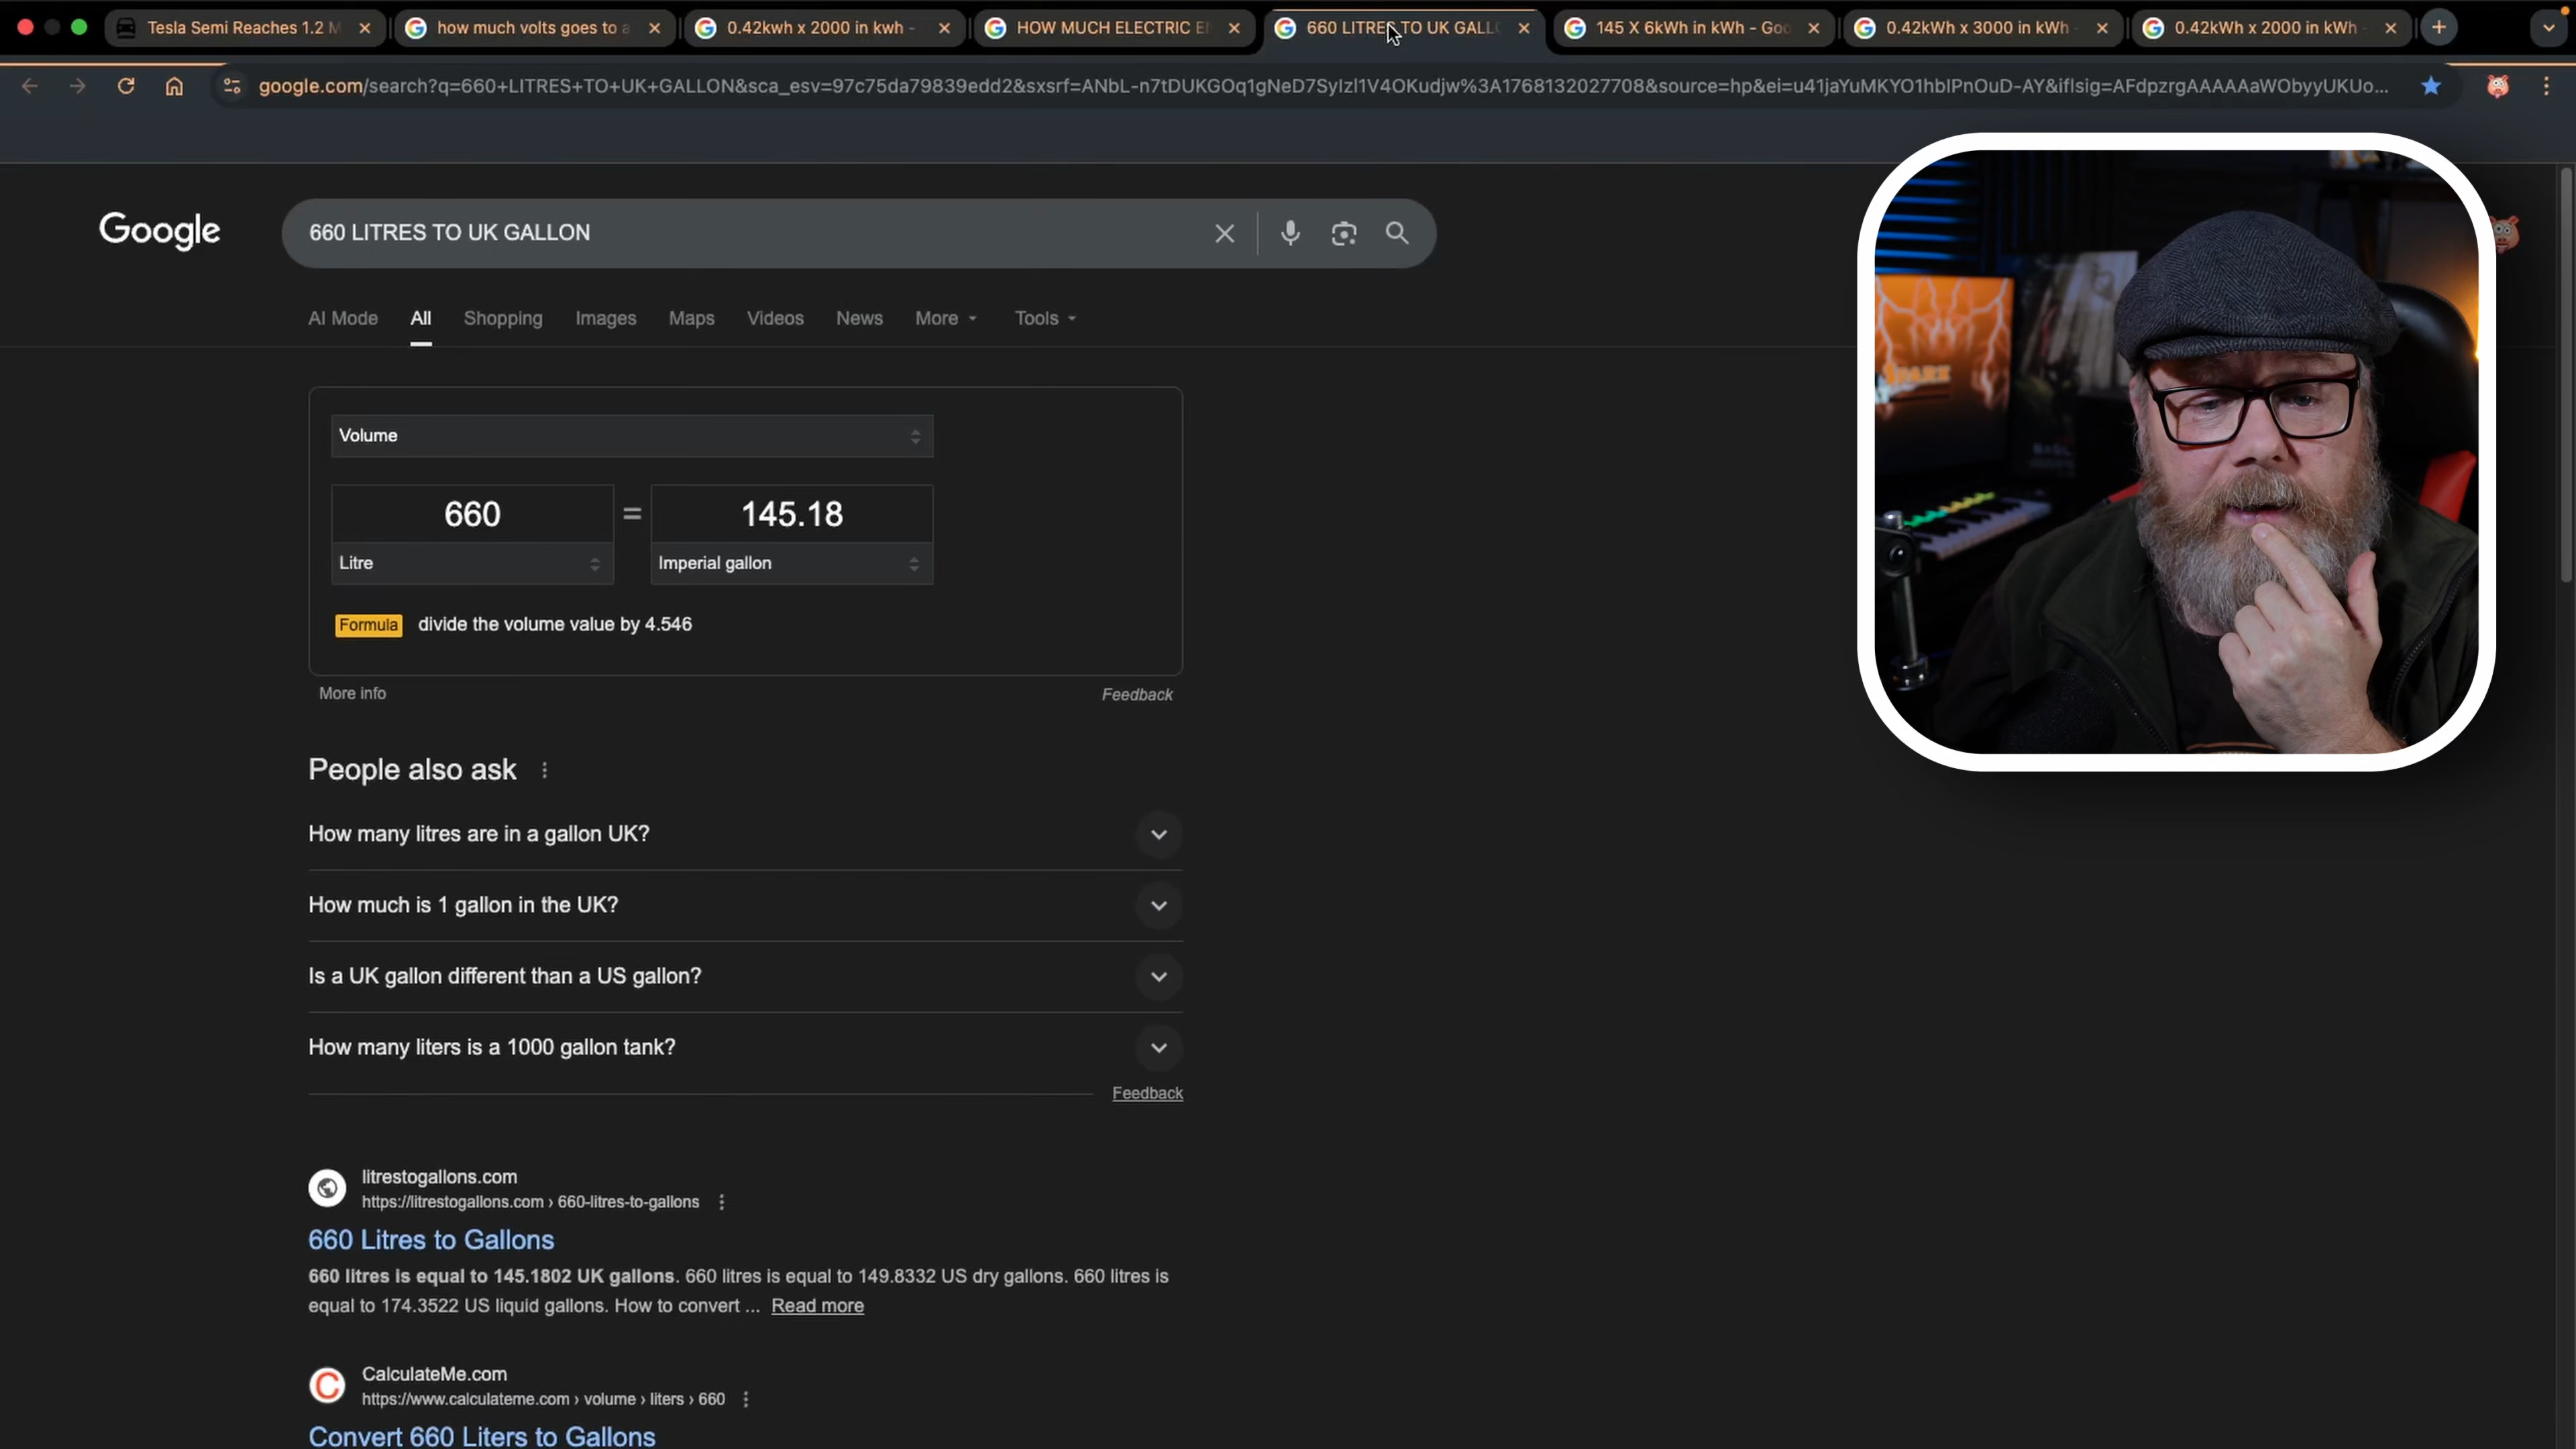 Tesla Semi Reaches 1.2 M
how much volts goes to a
0.42kwh x 2000 in kwh -
HOW MUCH ELECTRIC E
660 LITRES TO UK GALL
145 X 6kWh in kWh - Goo
0.42kWh x 3000 in kWh
0.42kWh x 2000 in kWh
google.com/search?q=660+LITRES+TO+UK+GALLON&sca_esv=97c75da79839edd2&sxsrf=ANbL-n7tDUKGOq1gNeD7SyIzl1V4OKudjw%3A1768132027708&source=hp&ei=u41jaYuMKYO1hbIPnOuD-AY&iflsig=AFdpzrgAAAAAaWObyyUKUo...
Google
660 LITRES TO UK GALLON
AI Mode All Shopping Images Maps Videos News More Tools
Volume
660 = 145.18
Litre Imperial gallon
Formula divide the volume value by 4.546
More info Feedback
People also ask
How many litres are in a gallon UK?
How much is 1 gallon in the UK?
Is a UK gallon different than a US gallon?
How many liters is a 1000 gallon tank?
Feedback
litrestogallons.com
https://litrestogallons.com › 660-litres-to-gallons
660 Litres to Gallons
660 litres is equal to 145.1802 UK gallons. 660 litres is equal to 149.8332 US dry gallons. 660 litres is
equal to 174.3522 US liquid gallons. How to convert ... Read more
CalculateMe.com
https://www.calculateme.com › volume › liters › 660
Convert 660 Liters to Gallons